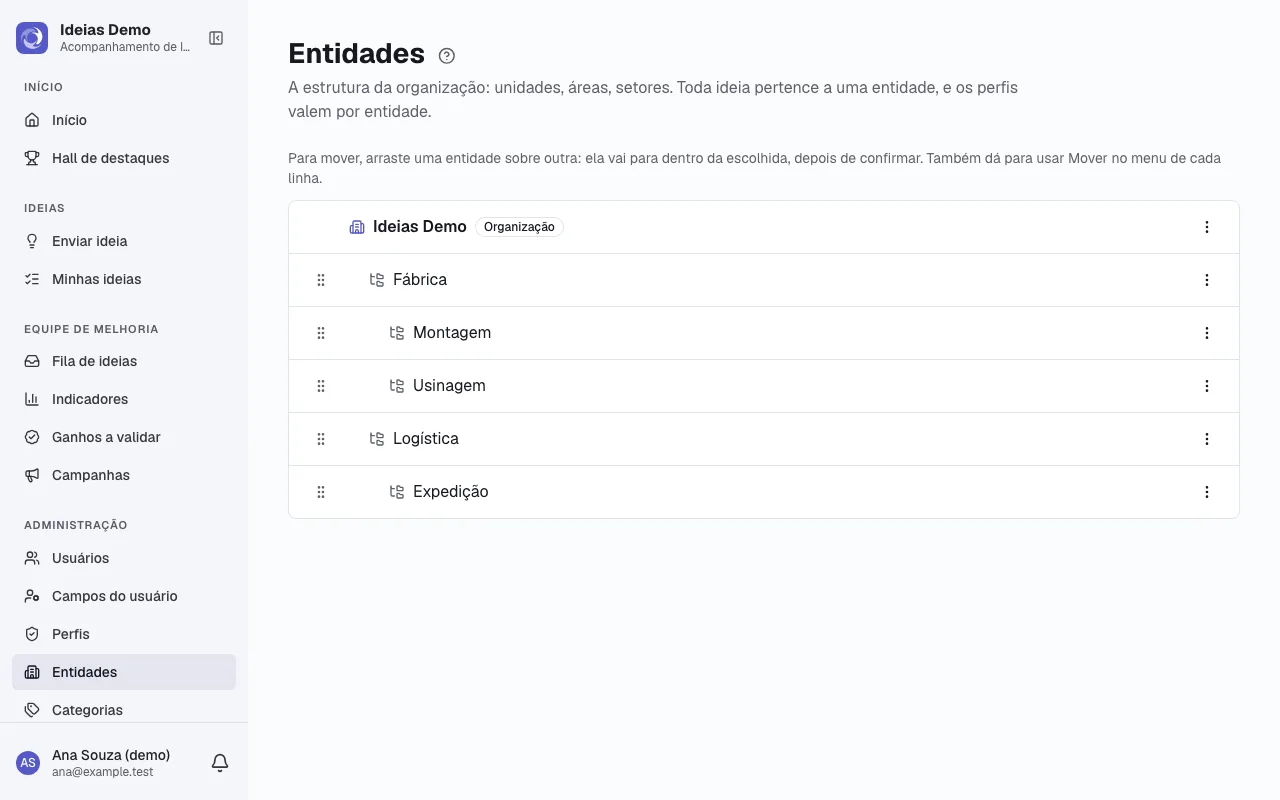 Ideias Demo
Acompanhamento de I...
INÍCIO
Início
Hall de destaques
IDEIAS
Enviar ideia
Minhas ideias
EQUIPE DE MELHORIA
Fila de ideias
Indicadores
Ganhos a validar
Campanhas
ADMINISTRAÇÃO
Usuários
Campos do usuário
Perfis
Entidades
Categorias
AS
Ana Souza (demo)
ana@example.test
Entidades
A estrutura da organização: unidades, áreas, setores. Toda ideia pertence a uma entidade, e os perfis
valem por entidade.
Para mover, arraste uma entidade sobre outra: ela vai para dentro da escolhida, depois de confirmar. Também dá para usar Mover no menu de cada
linha.
Ideias Demo Organização
Fábrica
Montagem
Usinagem
Logística
Expedição